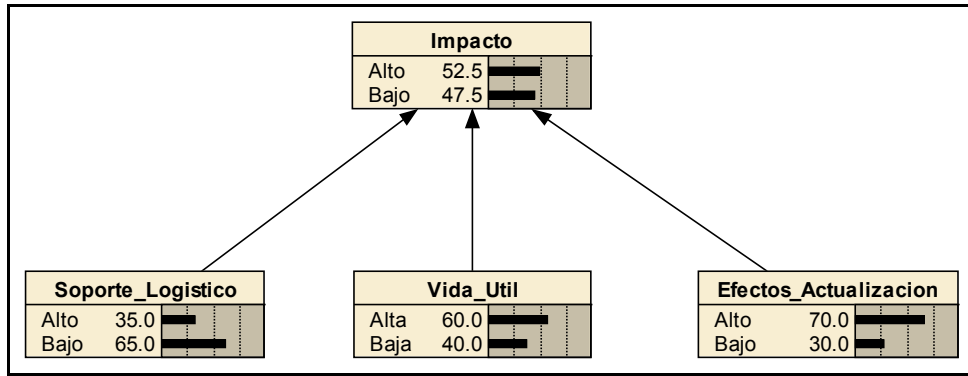 Impacto
Alto 52.5
Bajo 47.5
Soporte_Logistico
Alto 35.0
Bajo 65.0
Vida_Util
Alta 60.0
Baja 40.0
Efectos_Actualizacion
Alto 70.0
Bajo 30.0